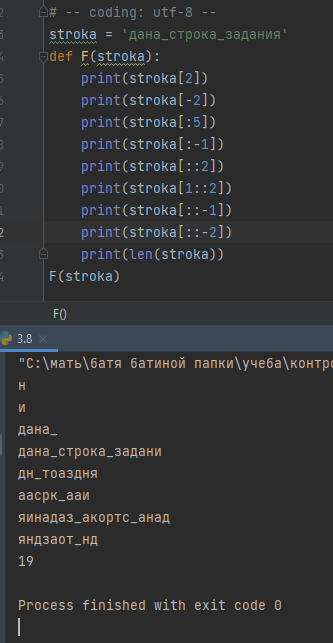 # -- coding: utf-8 --
stroka = 'дана_строка_задания'
def F(stroka):
print(stroka[2])
print(stroka[-2])
print(stroka[:5])
print(stroka[:-1])
print(stroka[::2])
print(stroka[1::2])
print(stroka[::-1])
print(stroka[::-2])
print(len(stroka))
F(stroka)
F()
3.8 ×
"C:\мать\батя батиной папки\учеба\контро
н
и
дана_
дана_строка_задани
дн_тоаздня
аасрк_ааи
яинадаз_акортс_анад
яндзаот_нд
19
Process finished with exit code 0